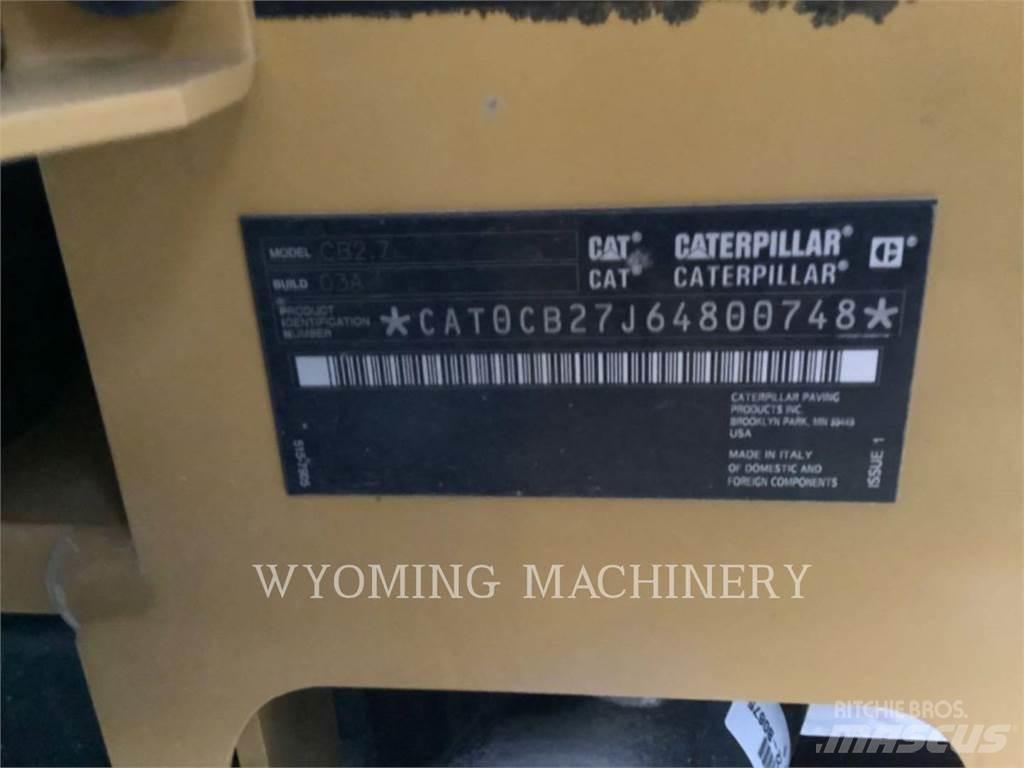 MODEL CB2.7
BUILD 03A
CAT® CATERPILLAR®
CAT® CATERPILLAR®
PRODUCT
IDENTIFICATION
NUMBER
*CAT0CB27J64800748*
CATERPILLAR PAVING
PRODUCTS INC.
BROOKLYN PARK, MN 55445
USA
MADE IN ITALY
OF DOMESTIC AND
FOREIGN COMPONENTS
ISSUE 1
WYOMING MACHINERY
RITCHIE BROS.
MASCUS